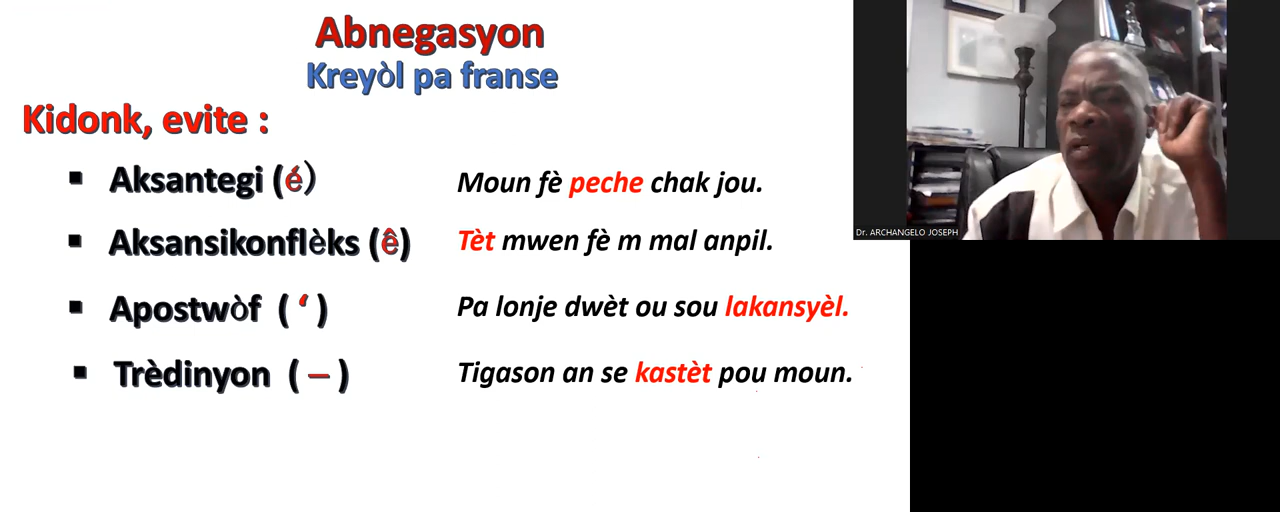 Abnegasyon
Kreyòl pa franse
Kidonk, evite :
▪ Aksantegi (é) Moun fè peche chak jou.
▪ Aksansikonflèks (ê) Tèt mwen fè m mal anpil.
▪ Apostwòf ( ‘ ) Pa lonje dwèt ou sou lakansyèl.
▪ Trèdinyon ( – ) Tigason an se kastèt pou moun.
Dr. ARCHANGELO JOSEPH